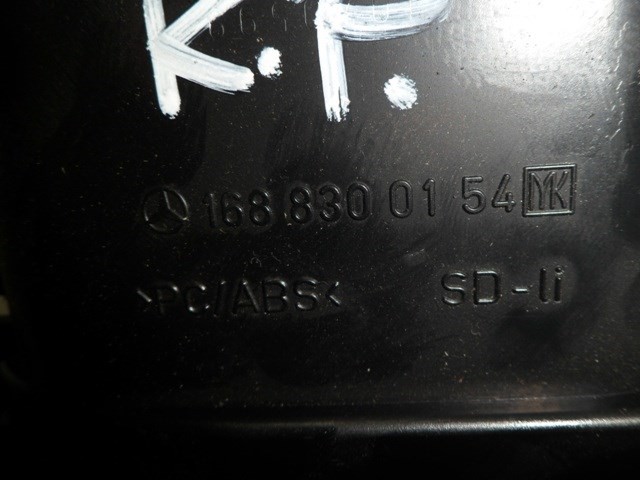 K.P.
168 830 01 54 MK
>PC/ABS< SD-li